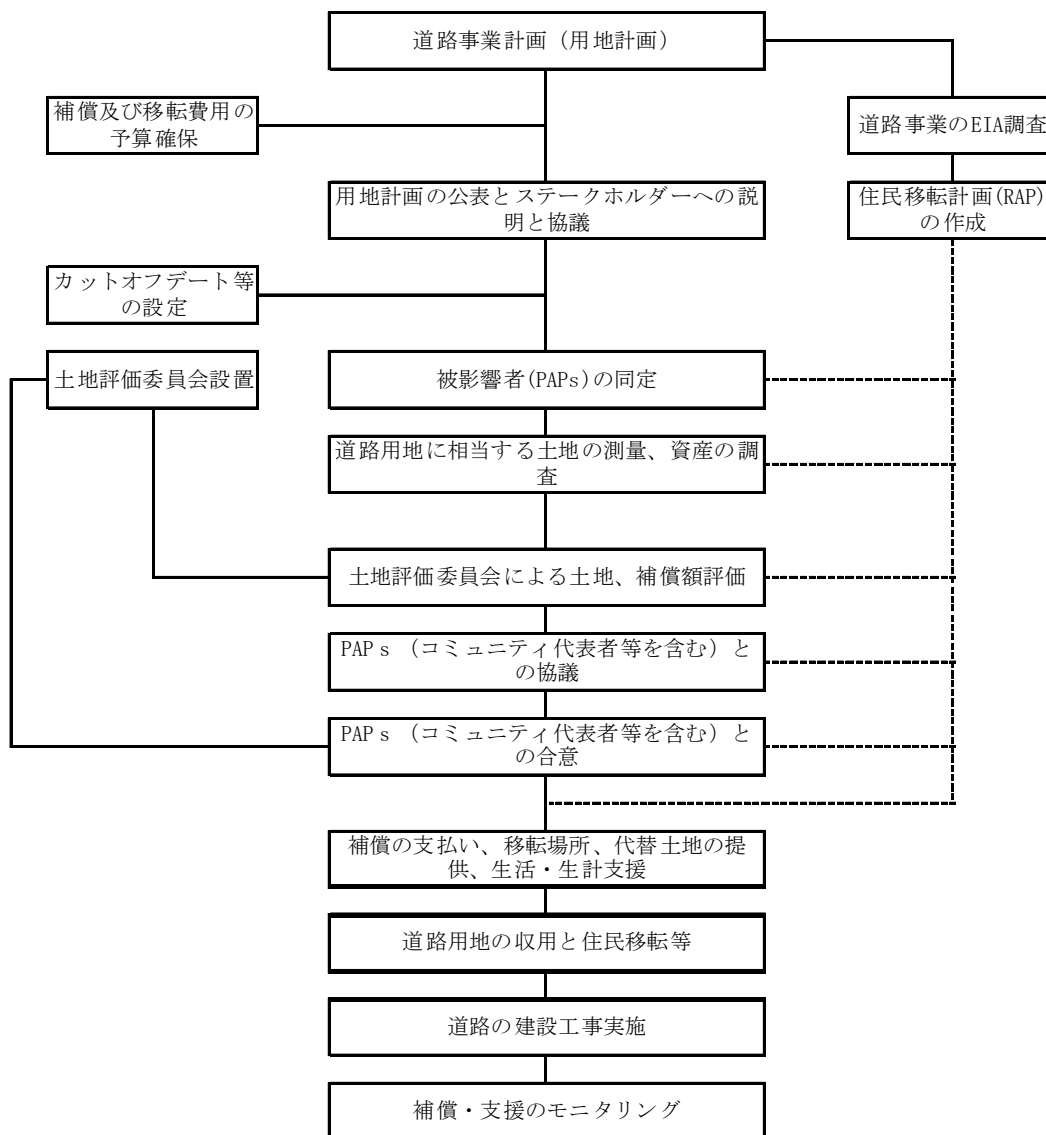 道路事業計画（用地計画）
補償及び移転費用の
予算確保
道路事業のEIA調査
用地計画の公表とステークホルダーへの説
明と協議
住民移転計画(RAP)
の作成
カットオフデート等
の設定
土地評価委員会設置
被影響者(PAPs)の同定
道路用地に相当する土地の測量、資産の調
査
土地評価委員会による土地、補償額評価
PAPs （コミュニティ代表者等を含む）と
の協議
PAPs （コミュニティ代表者等を含む）と
の合意
補償の支払い、移転場所、代替土地の提
供、生活・生計支援
道路用地の収用と住民移転等
道路の建設工事実施
補償・支援のモニタリング